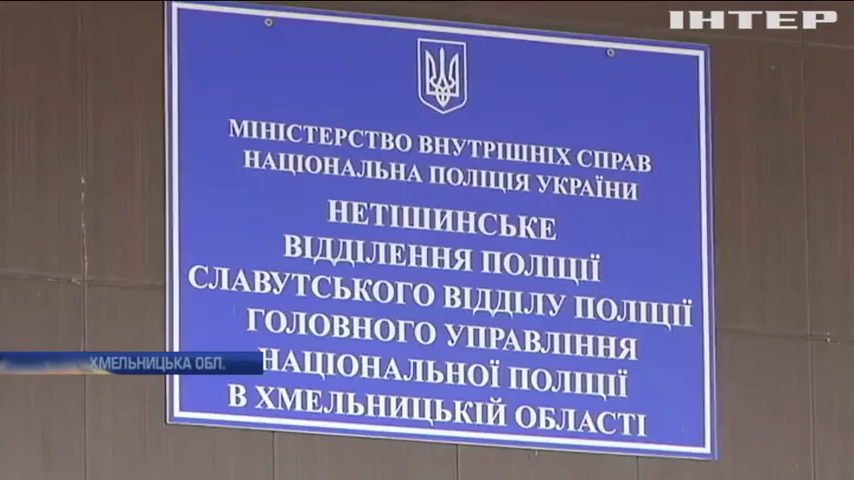 ІНТЕР
МІНІСТЕРСТВО ВНУТРІШНІХ СПРАВ
НАЦІОНАЛЬНА ПОЛІЦІЯ УКРАЇНИ
НЕТІШИНСЬКЕ
ВІДДІЛЕННЯ ПОЛІЦІЇ
СЛАВУТСЬКОГО ВІДДІЛУ ПОЛІЦІЇ
ГОЛОВНОГО УПРАВЛІННЯ
НАЦІОНАЛЬНОЇ ПОЛІЦІЇ
В ХМЕЛЬНИЦЬКІЙ ОБЛАСТІ
ХМЕЛЬНИЦЬКА ОБЛ.